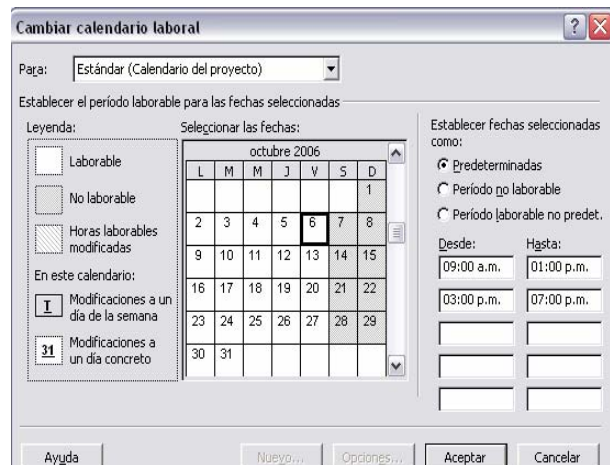 Cambiar calendario laboral
Para: Estándar (Calendario del proyecto)
Establecer el período laborable para las fechas seleccionadas
Leyenda:
Laborable
No laborable
Horas laborables
modificadas
En este calendario:
I Modificaciones a un
día de la semana
31 Modificaciones a
un día concreto
Seleccionar las fechas:
octubre 2006
L M M J V S D
1
2 3 4 5 6 7 8
9 10 11 12 13 14 15
16 17 18 19 20 21 22
23 24 25 26 27 28 29
30 31
Establecer fechas seleccionadas
como:
Predeterminadas
Período no laborable
Período laborable no predet.
Desde: Hasta:
09:00 a.m. 01:00 p.m.
03:00 p.m. 07:00 p.m.
Ayuda Nuevo... Opciones... Aceptar Cancelar